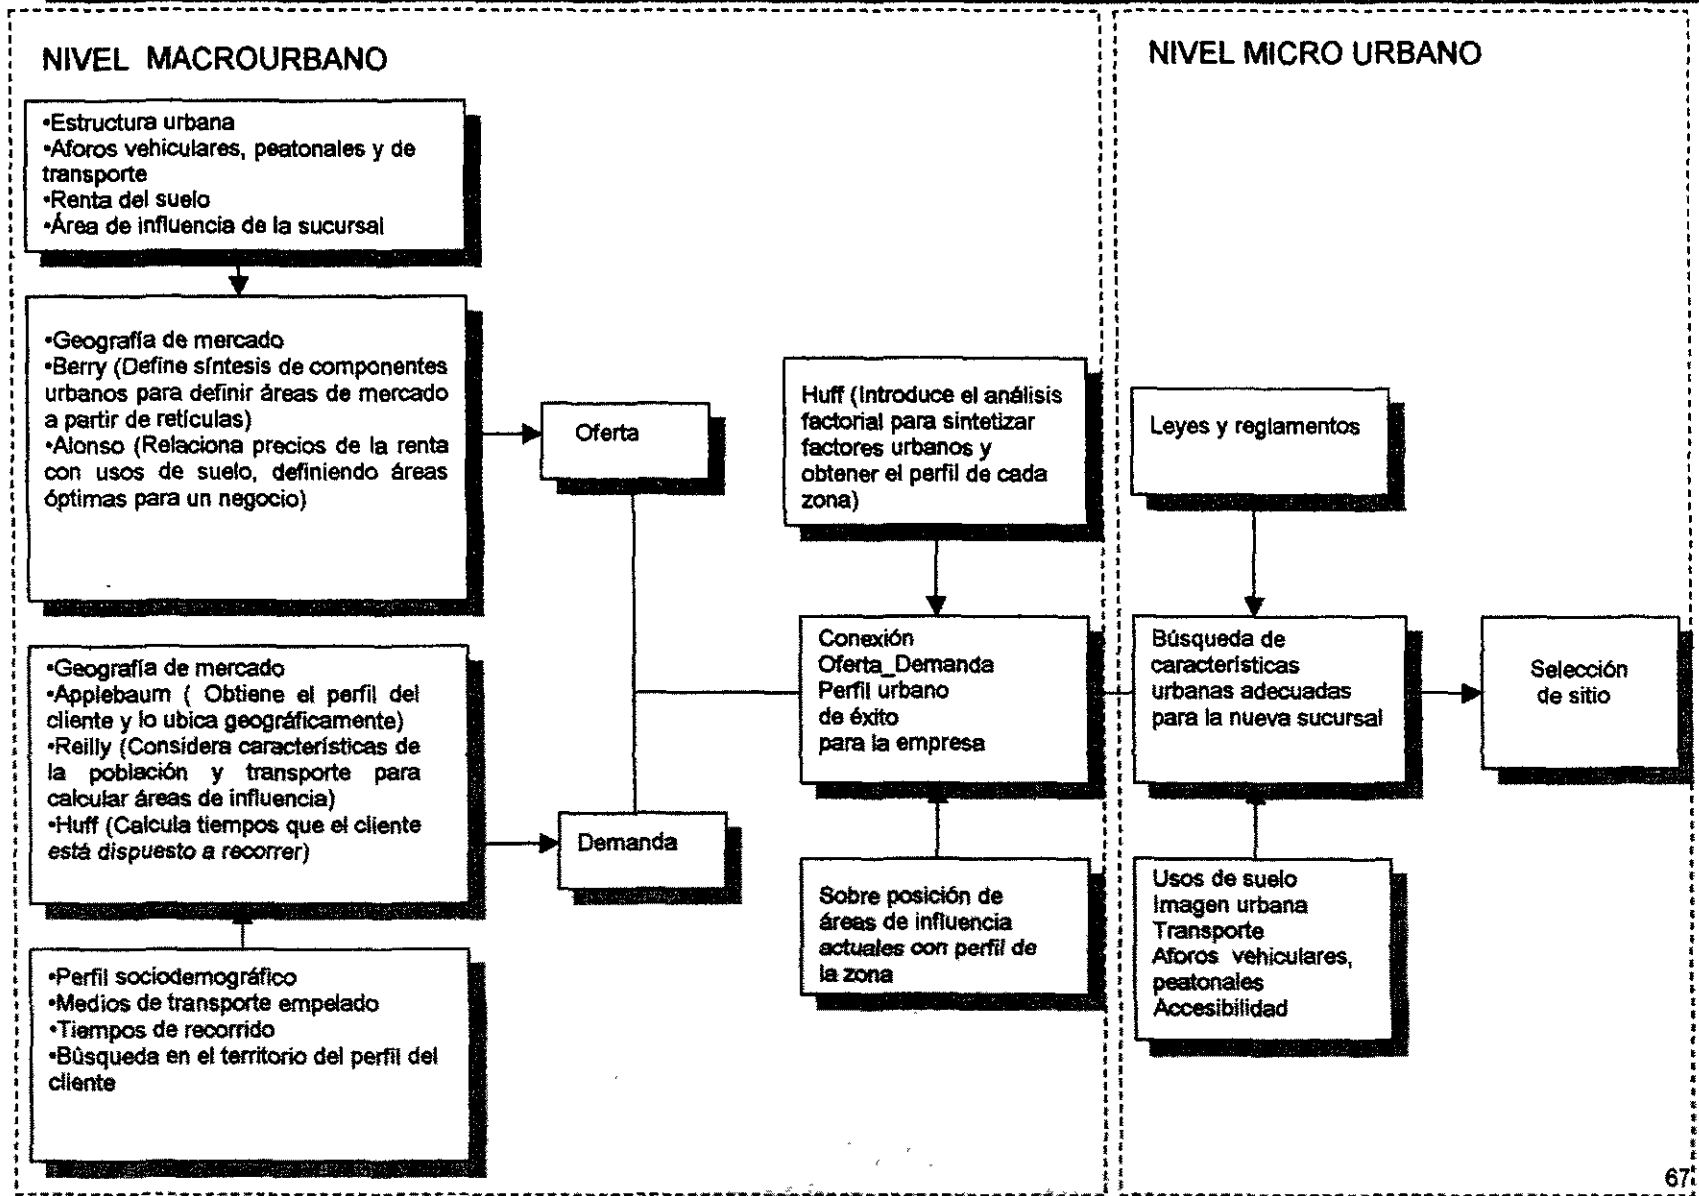 NIVEL MACROURBANO
•Estructura urbana
•Aforos vehiculares, peatonales y de
transporte
•Renta del suelo
•Área de influencia de la sucursal
•Geografía de mercado
•Berry (Define síntesis de componentes
urbanos para definir áreas de mercado
a partir de retículas)
•Alonso (Relaciona precios de la renta
con usos de suelo, definiendo áreas
óptimas para un negocio)
Oferta
•Geografía de mercado
•Applebaum ( Obtiene el perfil del
cliente y lo ubica geográficamente)
•Reilly (Considera características de
la población y transporte para
calcular áreas de influencia)
•Huff (Calcula tiempos que el cliente
está dispuesto a recorrer)
Demanda
•Perfil sociodemográfico
•Medios de transporte empelado
•Tiempos de recorrido
•Búsqueda en el territorio del perfil del
cliente
Huff (Introduce el análisis
factorial para sintetizar
factores urbanos y
obtener el perfil de cada
zona)
Conexión
Oferta_Demanda
Perfil urbano
de éxito
para la empresa
Sobre posición de
áreas de influencia
actuales con perfil de
la zona
NIVEL MICRO URBANO
Leyes y reglamentos
Búsqueda de
características
urbanas adecuadas
para la nueva sucursal
Selección
de sitio
Usos de suelo
Imagen urbana
Transporte
Aforos vehiculares,
peatonales
Accesibilidad
67